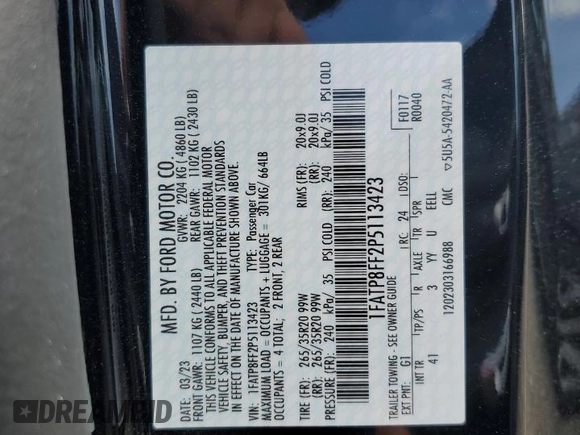 MFD. BY FORD MOTOR CO.
DATE: 03/23 GVWR: 2204 KG ( 4860 LB)
FRONT GAWR: 1107 KG ( 2440 LB) REAR GAWR: 1102 KG ( 2430 LB)
THIS VEHICLE CONFORMS TO ALL APPLICABLE FEDERAL MOTOR
VEHICLE SAFETY, BUMPER, AND THEFT PREVENTION STANDARDS
IN EFFECT ON THE DATE OF MANUFACTURE SHOWN ABOVE.
VIN: 1FATP8FF2P5113423 Passenger Car
MAXIMUM LOAD = OCCUPANTS + LUGGAGE = 301KG/ 664LB
OCCUPANTS = 4 TOTAL: 2 FRONT, 2 REAR
TIRES (FR): 265/35R20 99W RIMS (FR): 20x9.0J
(RR): 265/35R20 99W (RR): 20x9.0J
PRESSURE (FR): 240 kPa/ 35 PSI COLD (RR): 240 kPa/ 35 PSI COLD
1FATP8FF2P5113423
TRAILER TOWING - SEE OWNER GUIDE F0117
EXT PNT: G1 RC: 24 DSO: R0040
INT TR TP/PS R AXLE TR SPR
41 3 YY U FEEL
1202303166988 CMC ▽5U5A-5420472-AA
DREAMBID